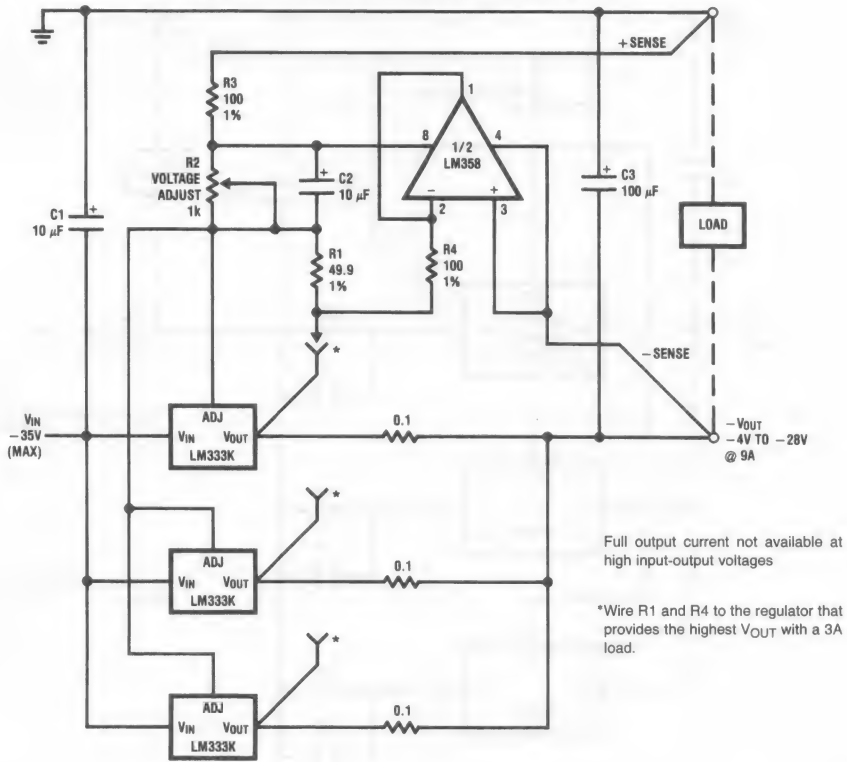 +SENSE
R3
100
1%
1
8
4
1/2
LM358
R2
VOLTAGE
ADJUST
1k
+
C2
10 µF
+
C3
100 µF
+
C1
10 µF
−
+
2
3
LOAD
R1
49.9
1%
R4
100
1%
*
−SENSE
VIN
−35V
(MAX)
ADJ
VIN
VOUT
LM333K
0.1
−VOUT
−4V TO −28V
@ 9A
*
ADJ
VIN
VOUT
LM333K
0.1
Full output current not available at
high input-output voltages
*
*Wire R1 and R4 to the regulator that
provides the highest VOUT with a 3A
load.
ADJ
VIN
VOUT
LM333K
0.1